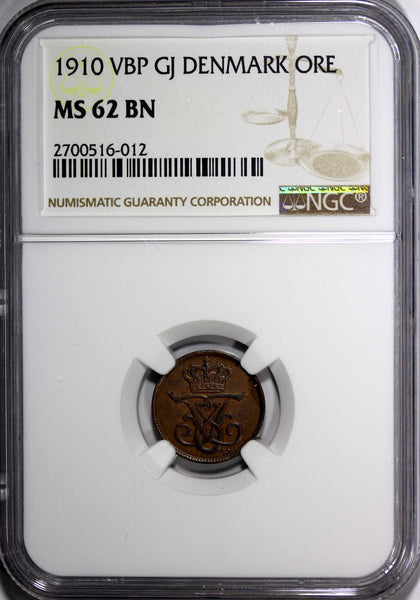 1910 VBP GJ DENMARK ORE
MS 62 BN
2700516-012
NUMISMATIC GUARANTY CORPORATION
NGC®